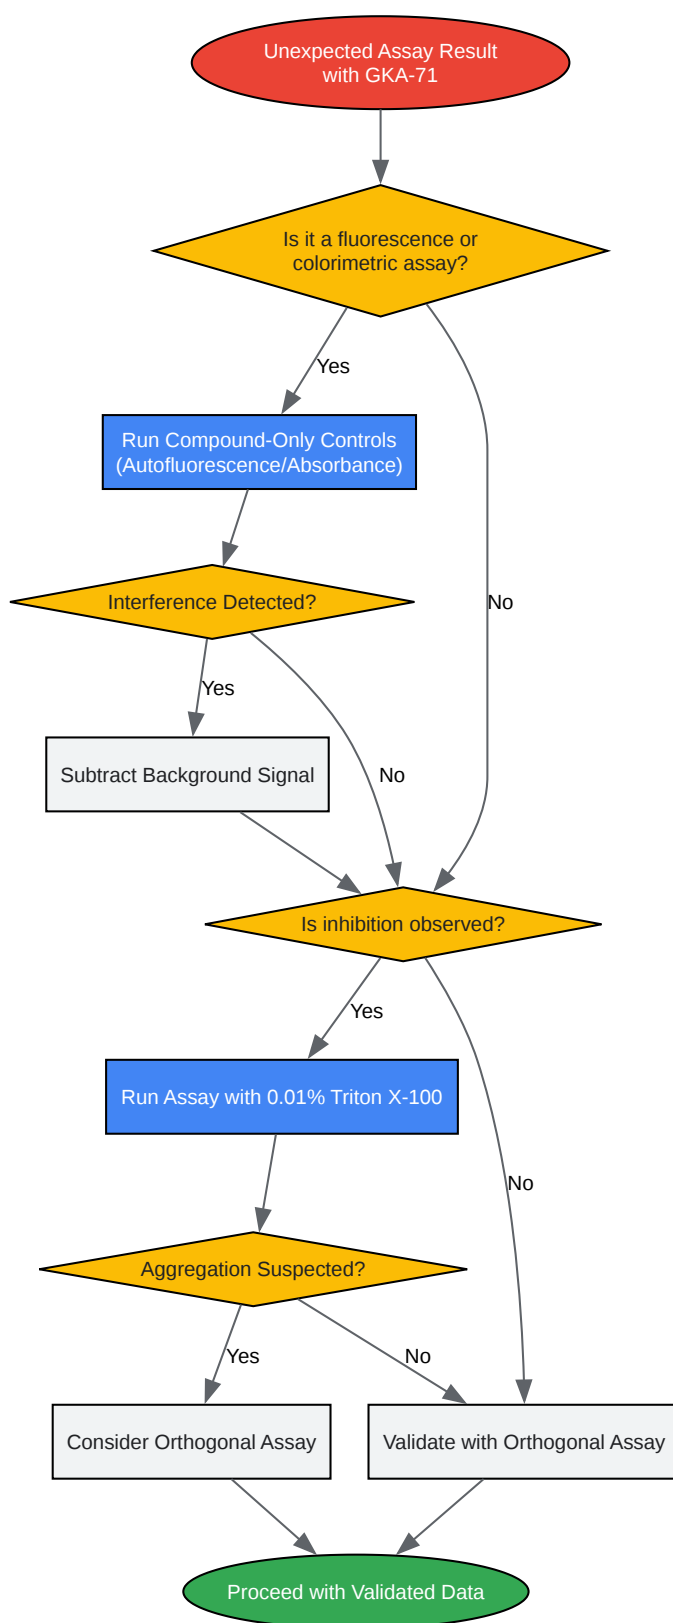 Unexpected Assay Result
with GKA-71
Is it a fluorescence or
colorimetric assay?
Yes
Run Compound-Only Controls
(Autofluorescence/Absorbance)
Interference Detected?
No
Yes
Subtract Background Signal
No
Is inhibition observed?
Yes
Run Assay with 0.01% Triton X-100
No
Aggregation Suspected?
Yes
No
Consider Orthogonal Assay
Validate with Orthogonal Assay
Proceed with Validated Data